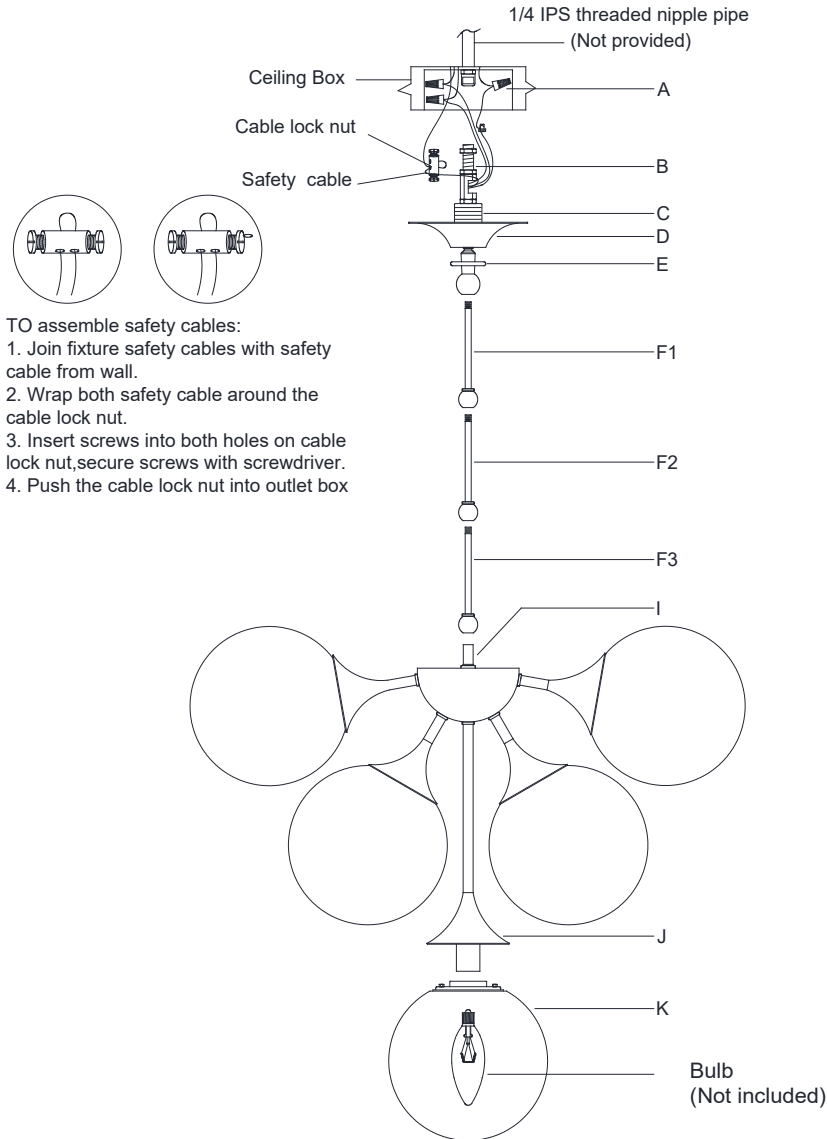 1/4 IPS threaded nipple pipe
(Not provided)
Ceiling Box
A
Cable lock nut
B
Safety cable
C
D
E
TO assemble safety cables:
1. Join fixture safety cables with safety
cable from wall.
2. Wrap both safety cable around the
cable lock nut.
3. Insert screws into both holes on cable
lock nut,secure screws with screwdriver.
4. Push the cable lock nut into outlet box
F1
F2
F3
I
J
K
Bulb
(Not included)